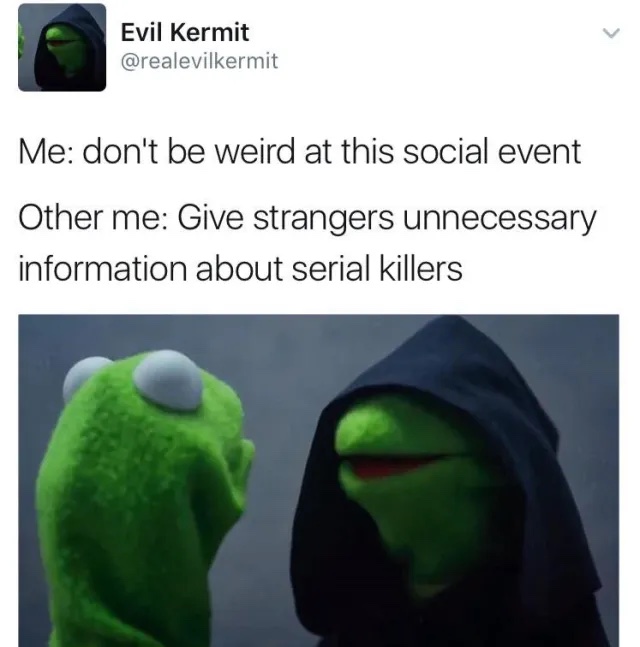 Evil Kermit
@realevilkermit
Me: don't be weird at this social event
Other me: Give strangers unnecessary
information about serial killers